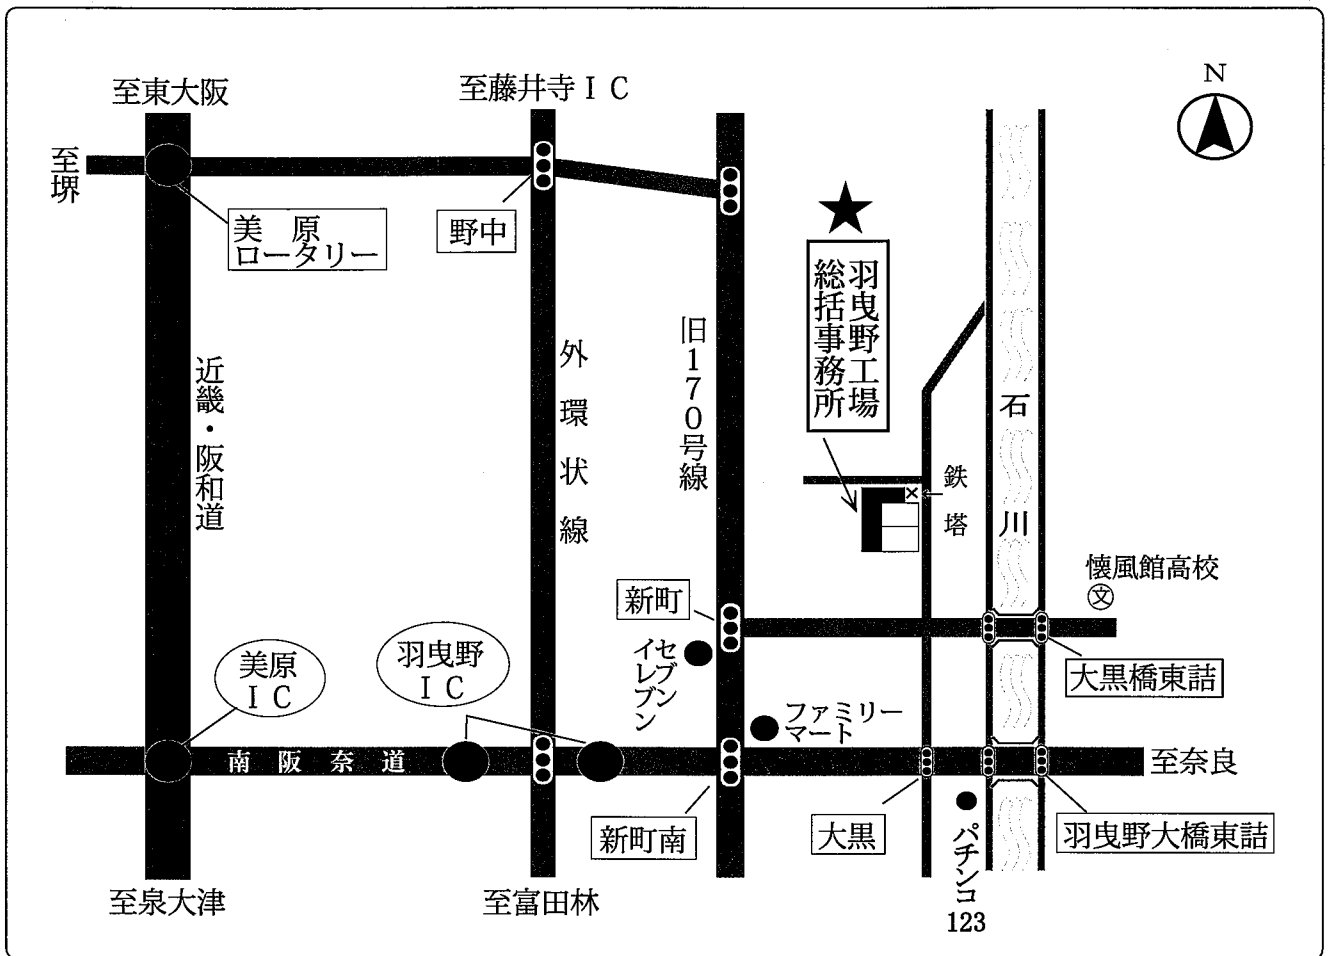 至東大阪
至藤井寺IC
N
至堺
美 原
ロータリー
野中
★
羽曳野工場
総括事務所
近畿・阪和道
外環状線
旧170号線
石川
鉄塔
懐風館高校
文
新町
セブン
イレブン
大黒橋東詰
美原
IC
羽曳野
IC
ファミリー
マート
南阪奈道
至奈良
新町南
大黒
パチンコ
123
羽曳野大橋東詰
至泉大津
至富田林